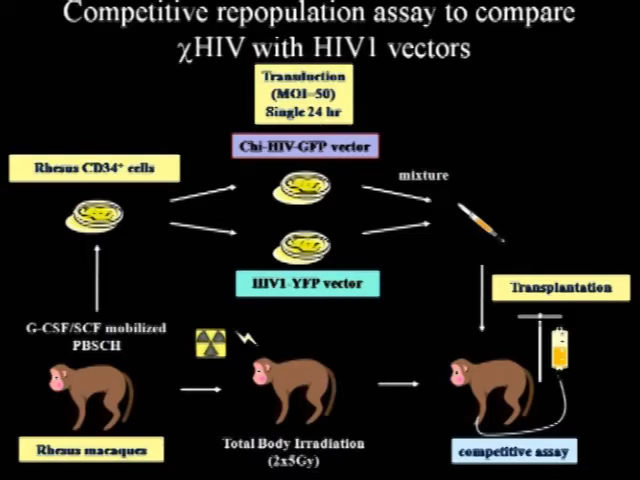 Competitive repopulation assay to compare
χHIV with HIV1 vectors
Transduction
(MOI=50)
Single 24 hr
Chi-HIV-GFP vector
Rhesus CD34⁺ cells
mixture
HIV1-YFP vector
Transplantation
G-CSF/SCF mobilized
PBSCH
Rhesus macaques
Total Body Irradiation
(2x5Gy)
competitive assay